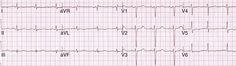 I aVR V1 V4
II aVL V2 V5
III aVF V3 V6